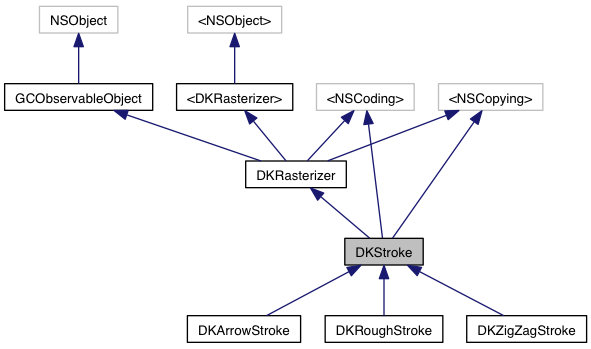 NSObject
<NSObject>
GCObservableObject
<DKRasterizer>
<NSCoding>
<NSCopying>
DKRasterizer
DKStroke
DKArrowStroke
DKRoughStroke
DKZigZagStroke